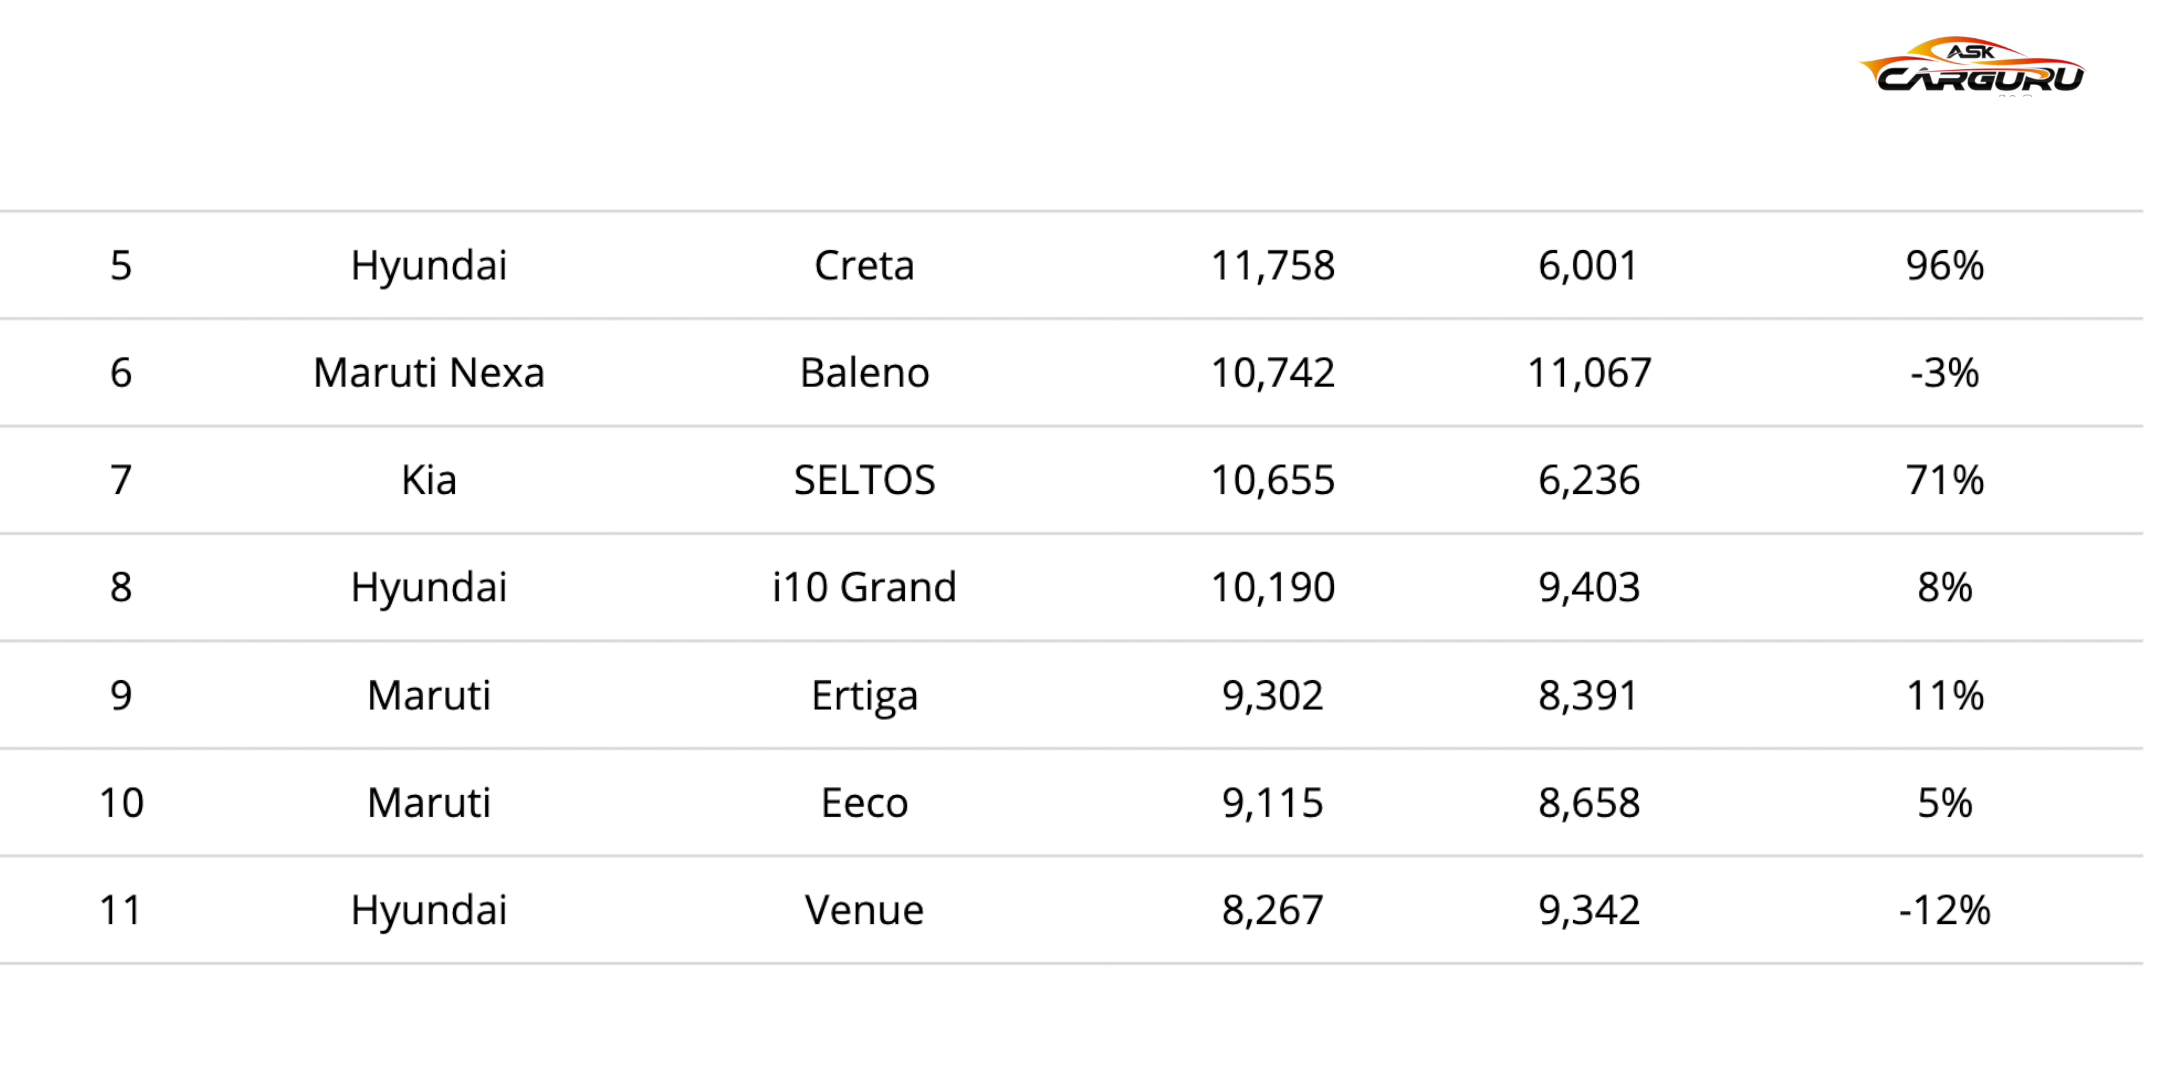 ASK
CARGURU
5 Hyundai Creta 11,758 6,001 96%
6 Maruti Nexa Baleno 10,742 11,067 -3%
7 Kia SELTOS 10,655 6,236 71%
8 Hyundai i10 Grand 10,190 9,403 8%
9 Maruti Ertiga 9,302 8,391 11%
10 Maruti Eeco 9,115 8,658 5%
11 Hyundai Venue 8,267 9,342 -12%